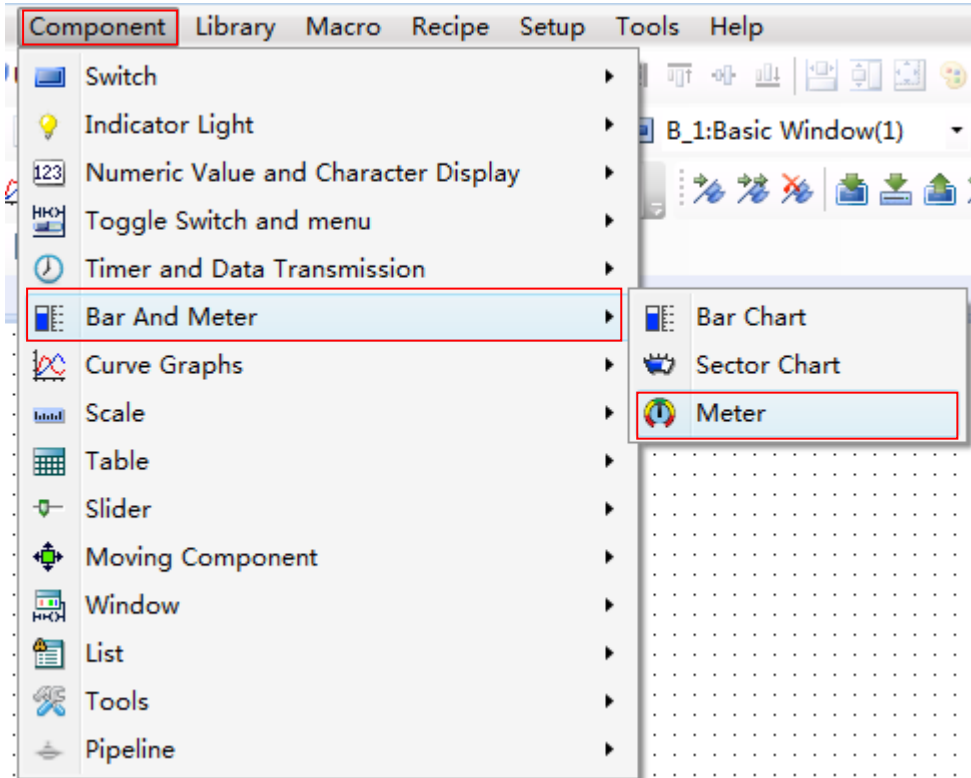 Component Library Macro Recipe Setup Tools Help
Switch
B_1:Basic Window(1)
Indicator Light
123 Numeric Value and Character Display
Toggle Switch and menu
Timer and Data Transmission
Bar And Meter
Bar Chart
Curve Graphs
Sector Chart
Scale
Meter
Table
Slider
Moving Component
Window
List
Tools
Pipeline